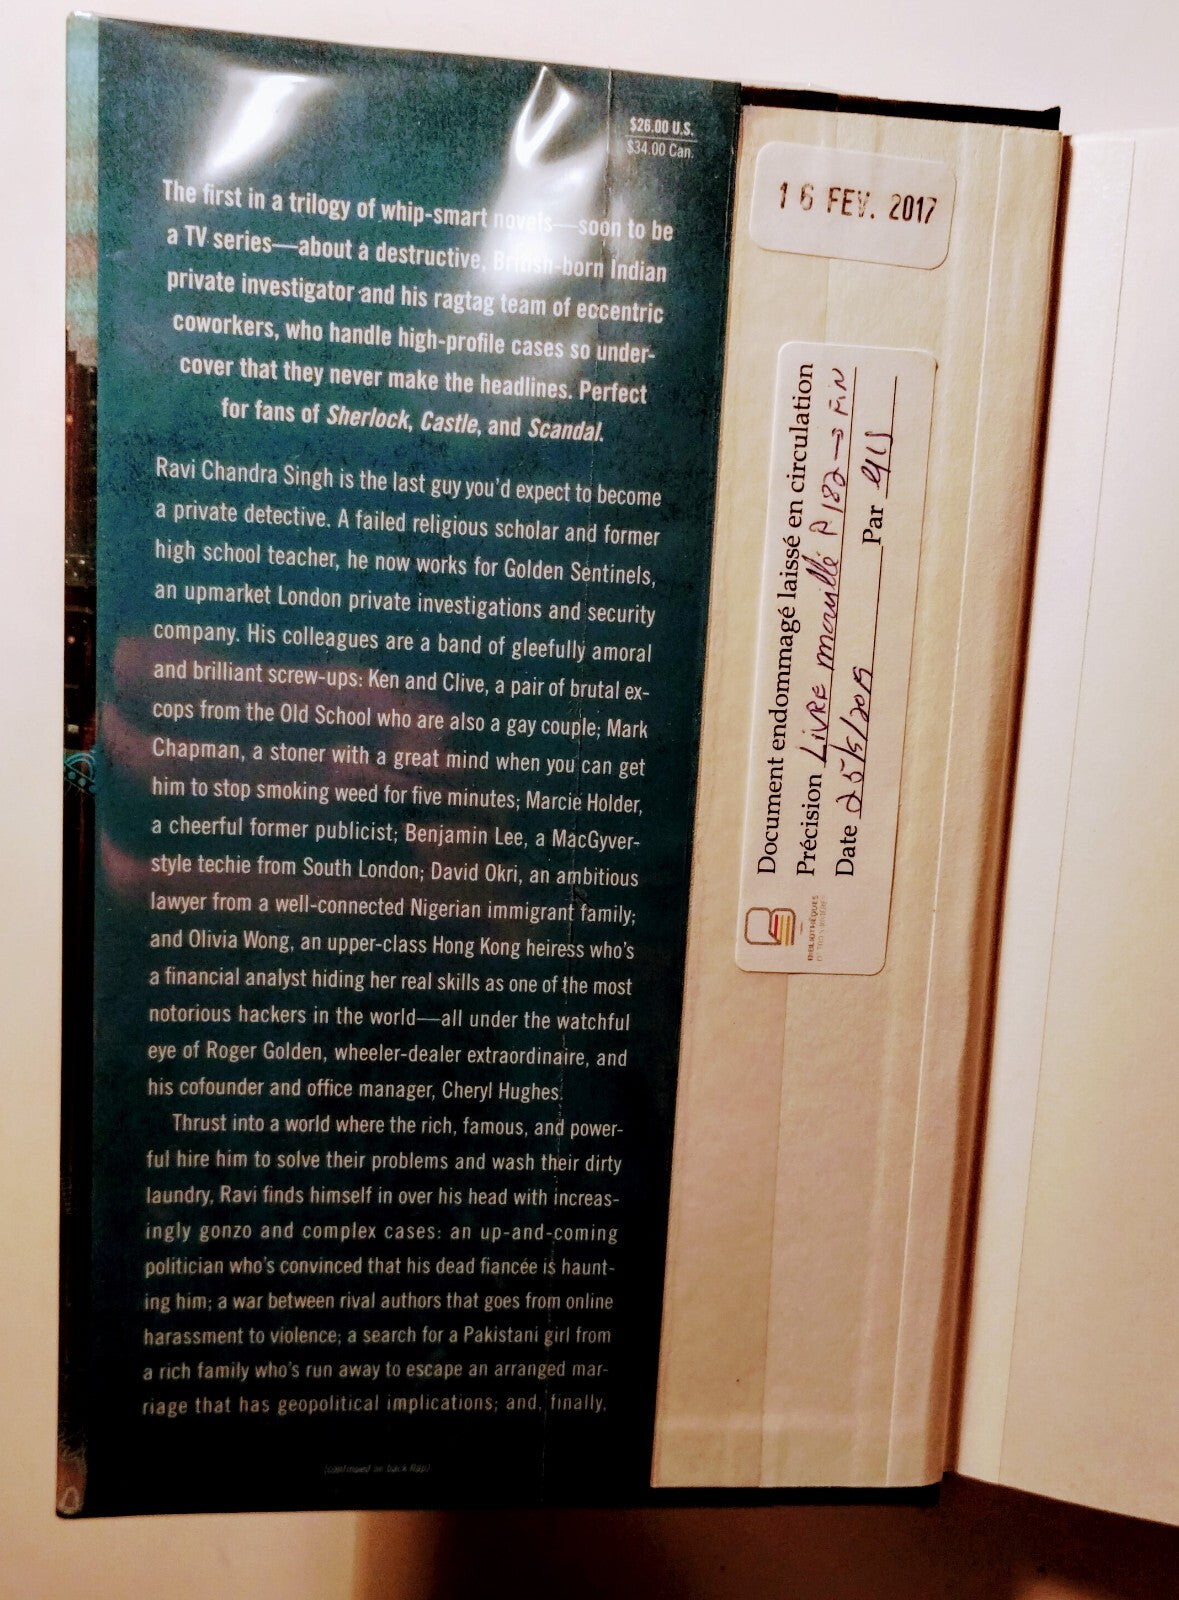 $26.00 U.S.
$34.00 Can.
The first in a trilogy of whip-smart novels—soon to be
a TV series—about a destructive, British-born Indian
private investigator and his ragtag team of eccentric
coworkers, who handle high-profile cases so under-
cover that they never make the headlines. Perfect
for fans of Sherlock, Castle, and Scandal.
Ravi Chandra Singh is the last guy you'd expect to become
a private detective. A failed religious scholar and former
high school teacher, he now works for Golden Sentinels,
an upmarket London private investigations and security
company. His colleagues are a band of gleefully amoral
and brilliant screw-ups: Ken and Clive, a pair of brutal ex-
cops from the Old School who are also a gay couple; Mark
Chapman, a stoner with a great mind when you can get
him to stop smoking weed for five minutes; Marcie Holder,
a cheerful former publicist; Benjamin Lee, a MacGyver-
style techie from South London; David Okri, an ambitious
lawyer from a well-connected Nigerian immigrant family;
and Olivia Wong, an upper-class Hong Kong heiress who's
a financial analyst hiding her real skills as one of the most
notorious hackers in the world—all under the watchful
eye of Roger Golden, wheeler-dealer extraordinaire, and
his cofounder and office manager, Cheryl Hughes.
Thrust into a world where the rich, famous, and power-
ful hire him to solve their problems and wash their dirty
laundry, Ravi finds himself in over his head with increas-
ingly gonzo and complex cases: an up-and-coming
politician who's convinced that his dead fiancée is haunt-
ing him; a war between rival authors that goes from online
harassment to violence; a search for a Pakistani girl from
a rich family who's run away to escape an arranged mar-
riage that has geopolitical implications; and, finally,
(continued on back flap)
16 FEV. 2017
Document endommagé laissé en circulation
Précision LiVRE mouillé P 182 → FiN
Date 25/5/2019 Par
BIBLIOTHÈQUES